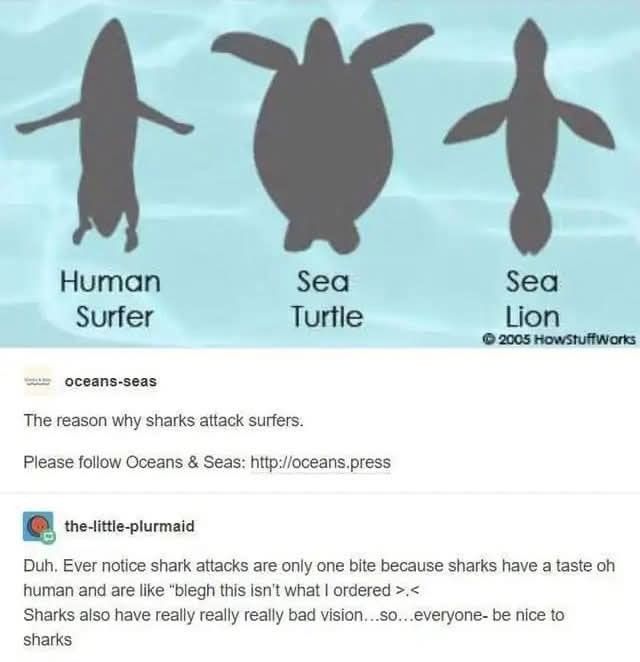 Human
Surfer
Sea
Turtle
Sea
Lion
© 2005 HowStuffWorks
oceans-seas
The reason why sharks attack surfers.
Please follow Oceans & Seas: http://oceans.press
the-little-plurmaid
Duh. Ever notice shark attacks are only one bite because sharks have a taste oh
human and are like "blegh this isn't what I ordered >.<
Sharks also have really really really bad vision...so...everyone- be nice to
sharks